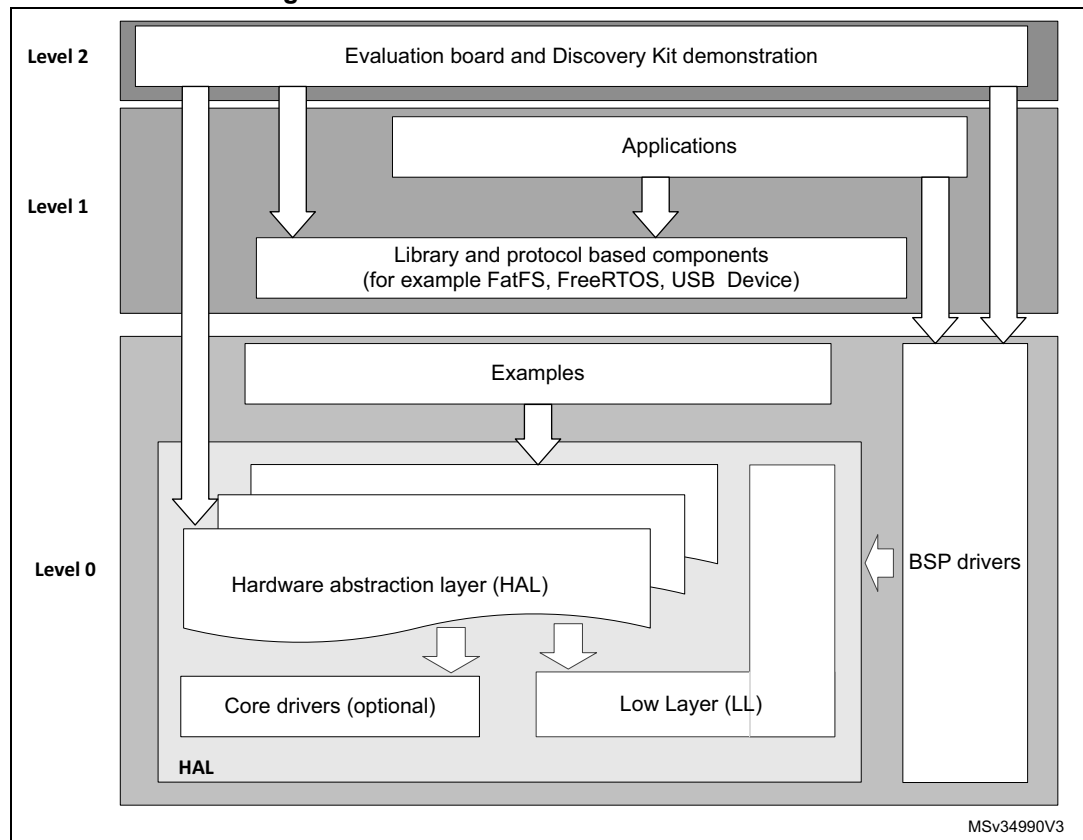 Level 2
Evaluation board and Discovery Kit demonstration
Applications
Level 1
Library and protocol based components
(for example FatFS, FreeRTOS, USB Device)
Examples
Level 0
Hardware abstraction layer (HAL)
BSP drivers
Core drivers (optional)
Low Layer (LL)
HAL
MSv34990V3